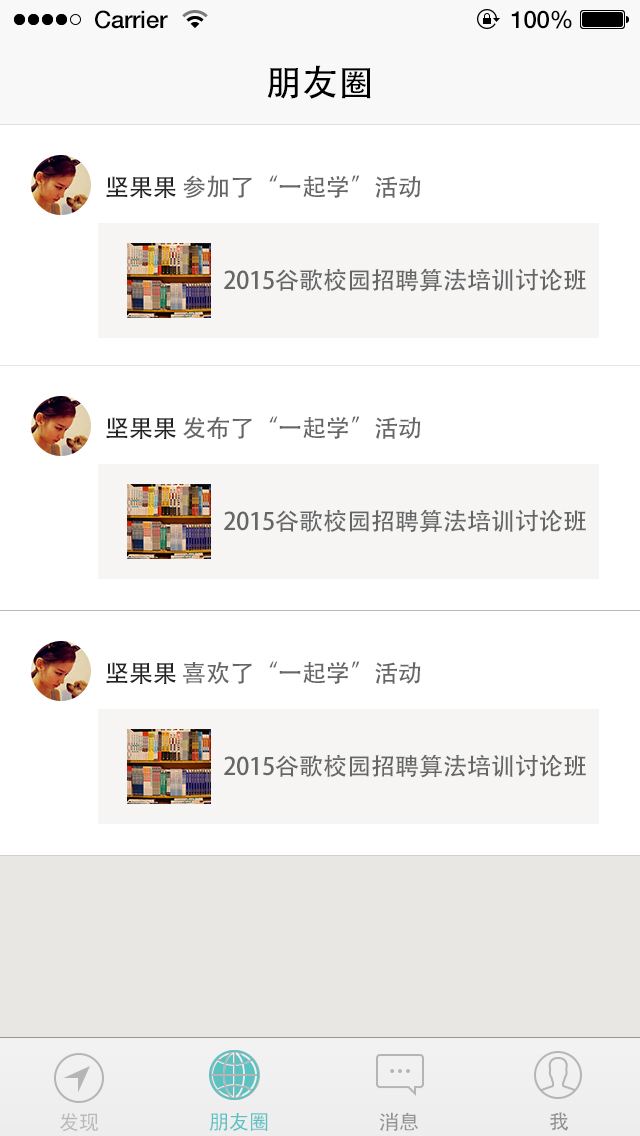 Carrier 100%
朋友圈
坚果果 参加了“一起学”活动
2015谷歌校园招聘算法培训讨论班
坚果果 发布了“一起学”活动
2015谷歌校园招聘算法培训讨论班
坚果果 喜欢了“一起学”活动
2015谷歌校园招聘算法培训讨论班
发现 朋友圈 消息 我